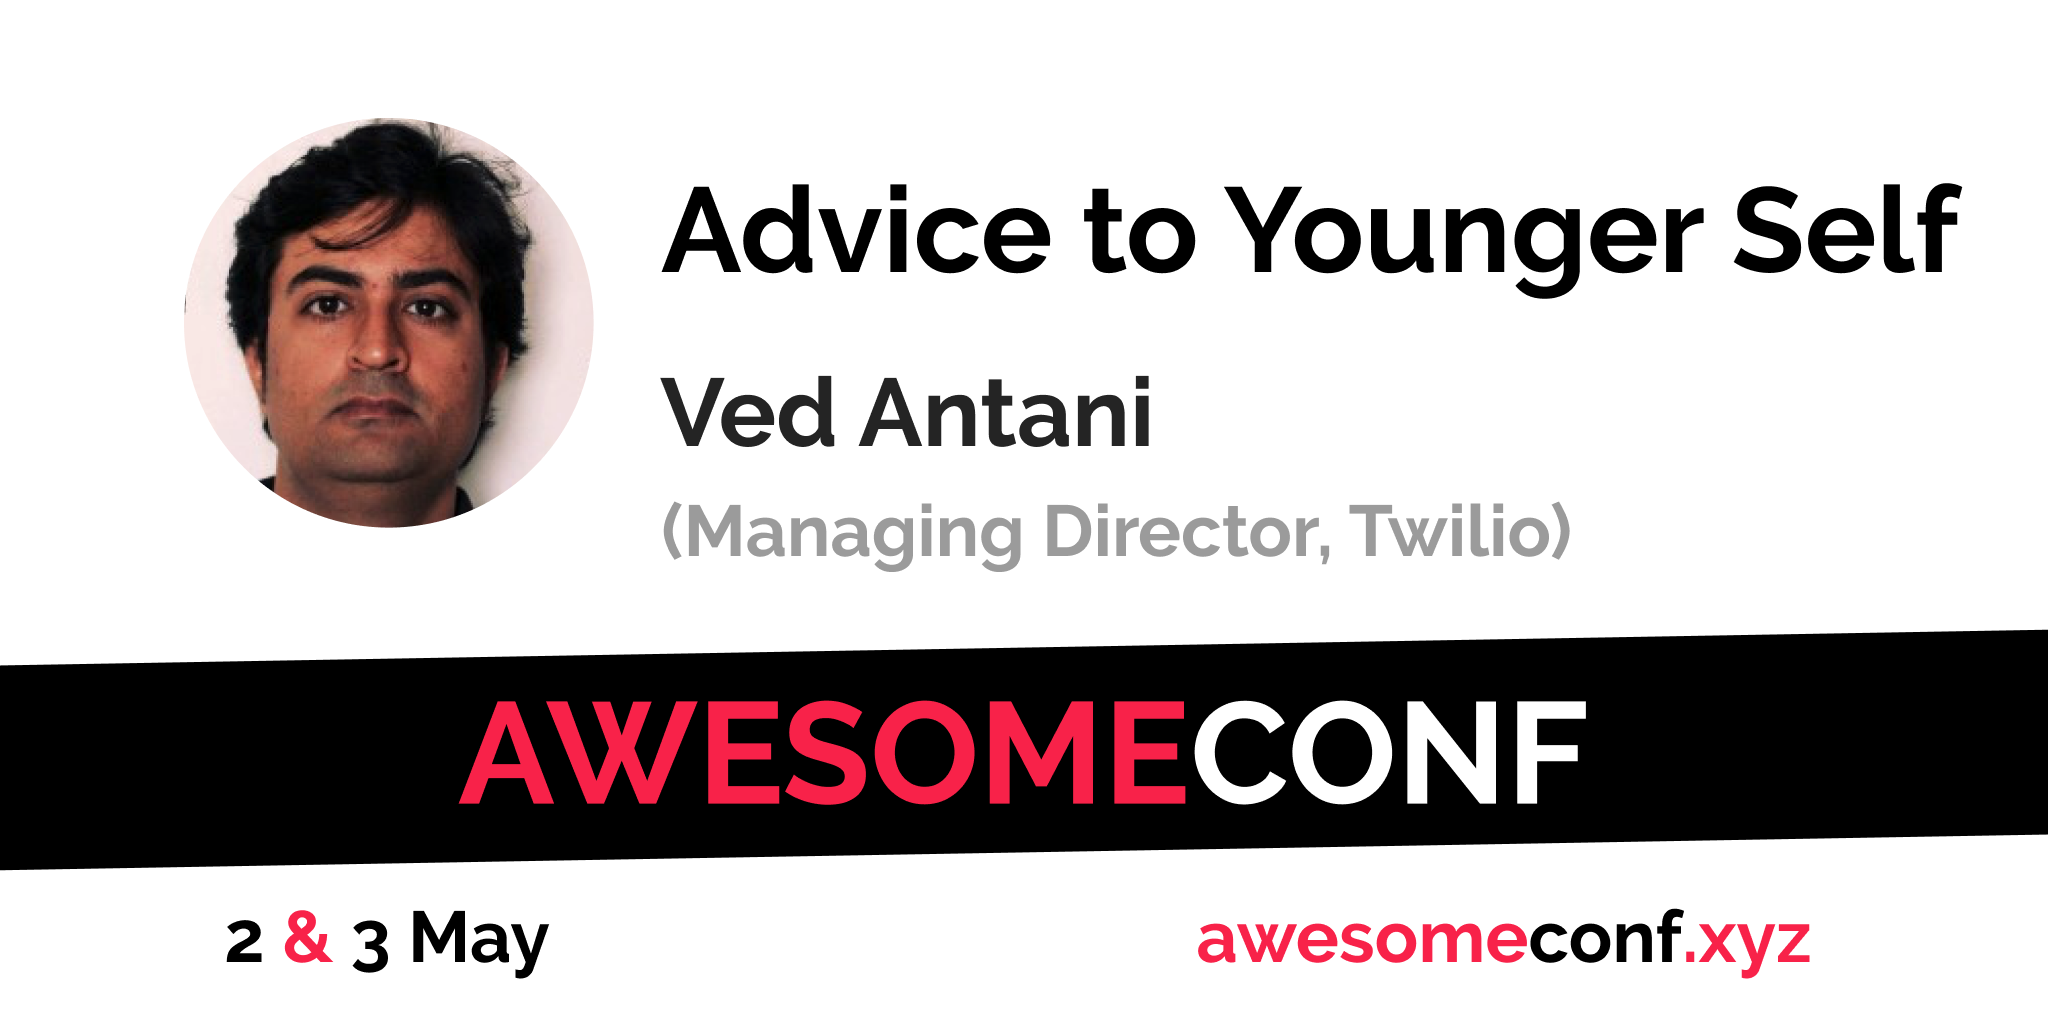 Advice to Younger Self
Ved Antani
(Managing Director, Twilio)
AWESOMECONF
2 & 3 May
awesomeconf.xyz